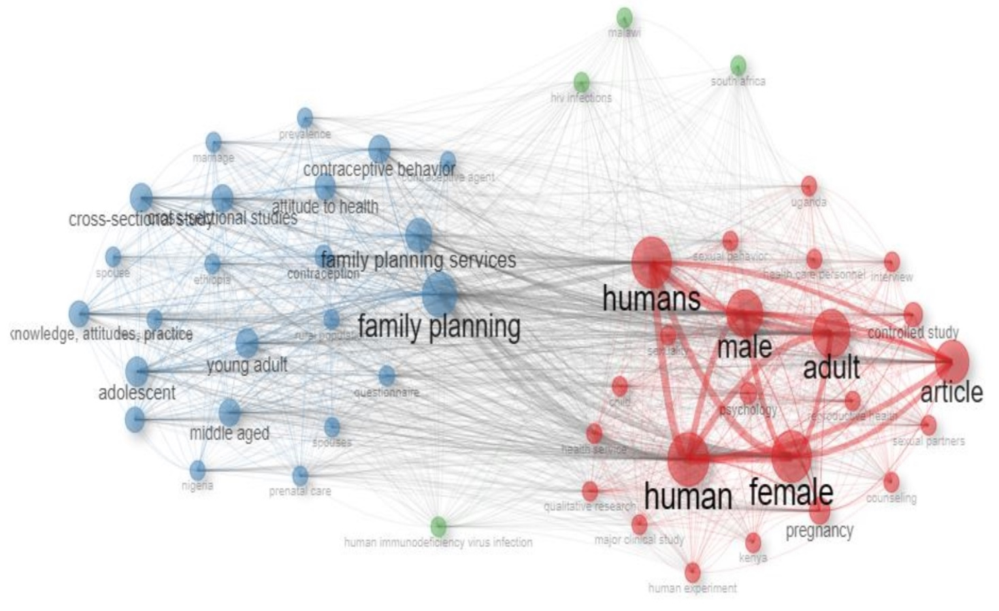 malawi
south africa
hiv infections
prevalence
marriage
contraceptive behavior
contraceptive agent
uganda
attitude to health
cross-sectional study
cross-sectional studies
family planning services
sexual behavior
health care personnel
interview
spouse
ethiopia
contraception
humans
family planning
knowledge, attitudes, practice
controlled study
male
sexuality
adult
young adult
adolescent
questionnaire
article
child
psychology
reproductive health
middle aged
spouses
health service
sexual partners
nigeria
prenatal care
human
female
counseling
qualitative research
pregnancy
human immunodeficiency virus infection
major clinical study
kenya
human experiment